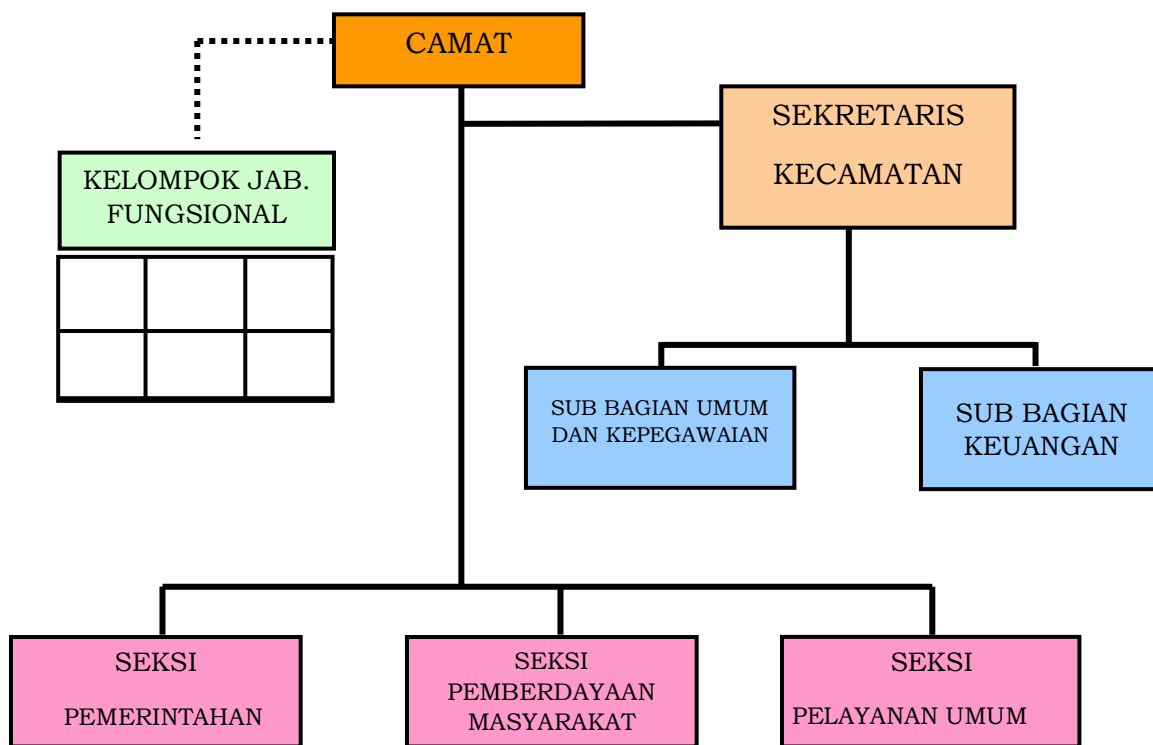 CAMAT
SEKRETARIS
KECAMATAN
KELOMPOK JAB.
FUNGSIONAL
SUB BAGIAN UMUM
DAN KEPEGAWAIAN
SUB BAGIAN
KEUANGAN
SEKSI
PEMERINTAHAN
SEKSI
PEMBERDAYAAN
MASYARAKAT
SEKSI
PELAYANAN UMUM